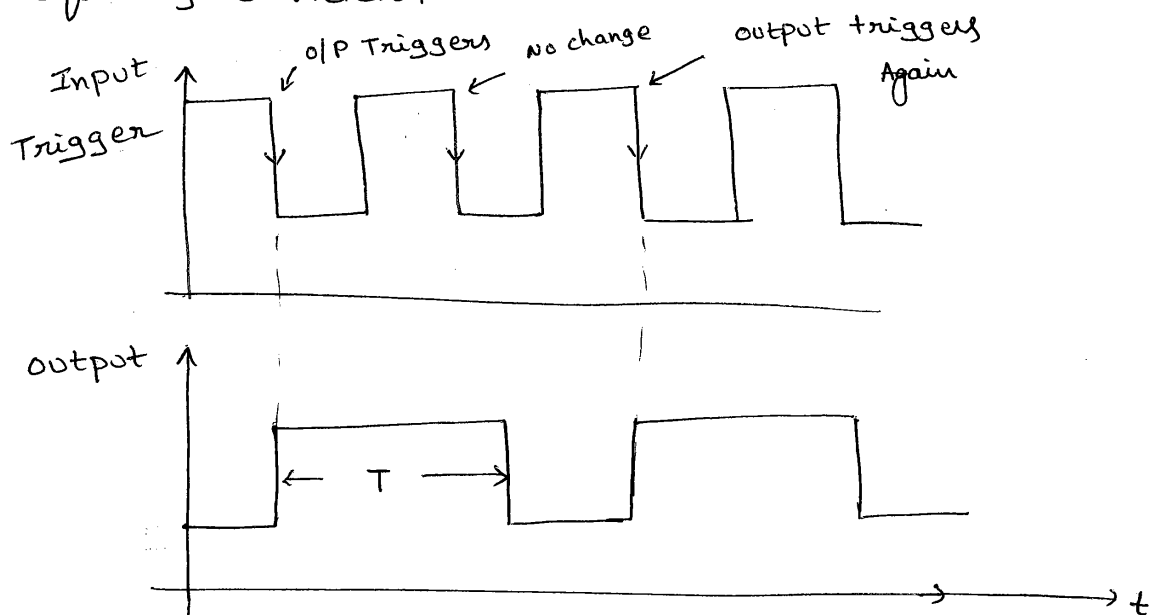 o/P Triggers
No change
output triggers
Again
Input
Trigger
output
T
t